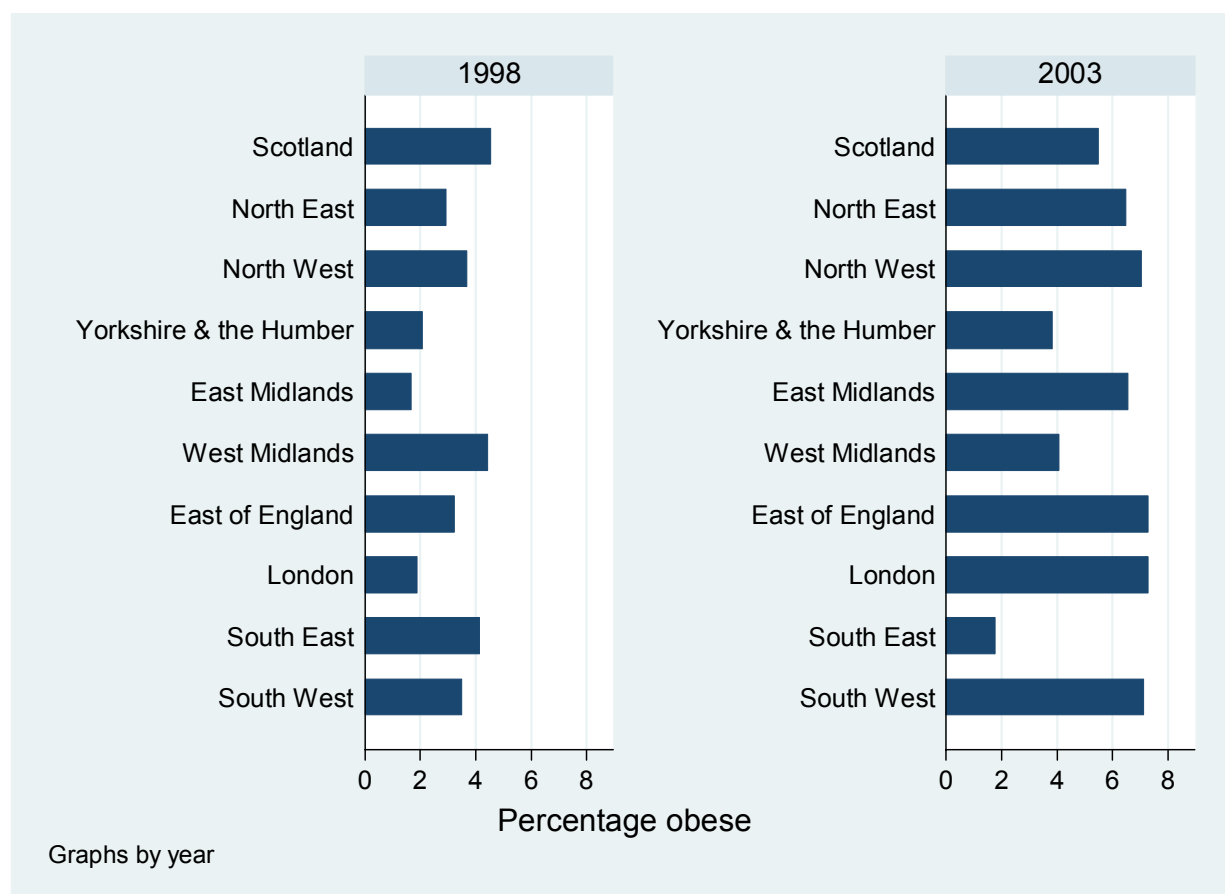 1998
Scotland
North East
North West
Yorkshire & the Humber
East Midlands
West Midlands
East of England
London
South East
South West
0 2 4 6 8
2003
Scotland
North East
North West
Yorkshire & the Humber
East Midlands
West Midlands
East of England
London
South East
South West
0 2 4 6 8
Percentage obese
Graphs by year